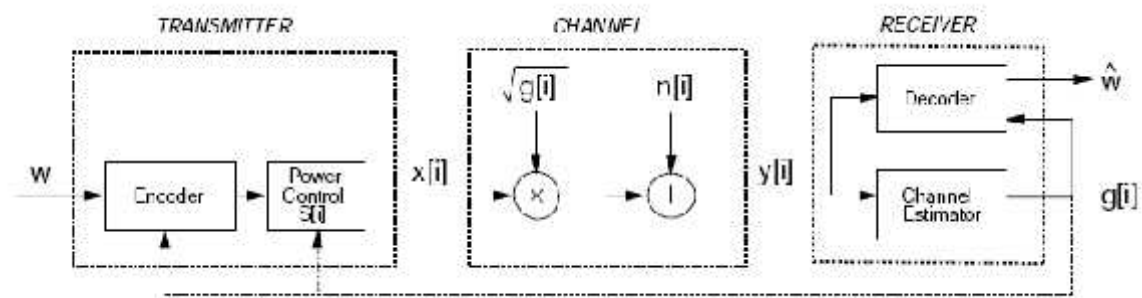 TRANSMITTER
CHANNEL
RECEIVER
w
Encoder
Power
Control
S[i]
x[i]
√g[i]
n[i]
×
y[i]
Decoder
ŵ
Channel
Estimator
g[i]